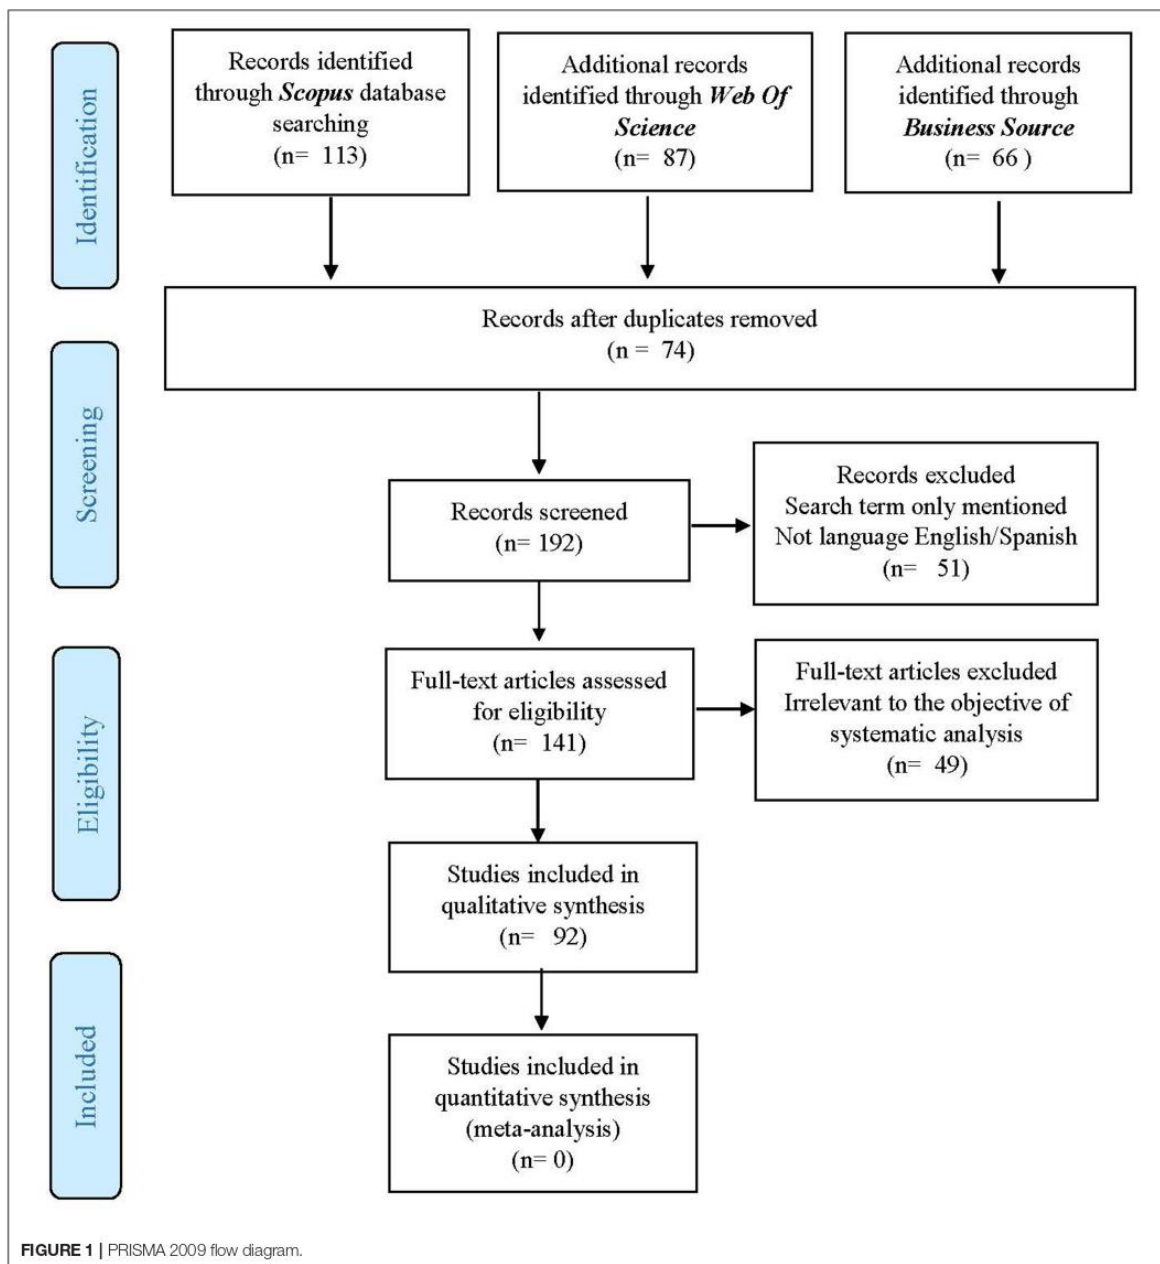 Identification
Records identified
through Scopus database
searching
(n= 113)
Additional records
identified through Web Of
Science
(n= 87)
Additional records
identified through
Business Source
(n= 66 )
Records after duplicates removed
(n = 74)
Screening
Records screened
(n= 192)
Records excluded
Search term only mentioned
Not language English/Spanish
(n= 51)
Eligibility
Full-text articles assessed
for eligibility
(n= 141)
Full-text articles excluded
Irrelevant to the objective of
systematic analysis
(n= 49)
Studies included in
qualitative synthesis
(n= 92)
Included
Studies included in
quantitative synthesis
(meta-analysis)
(n= 0)
FIGURE 1 | PRISMA 2009 flow diagram.